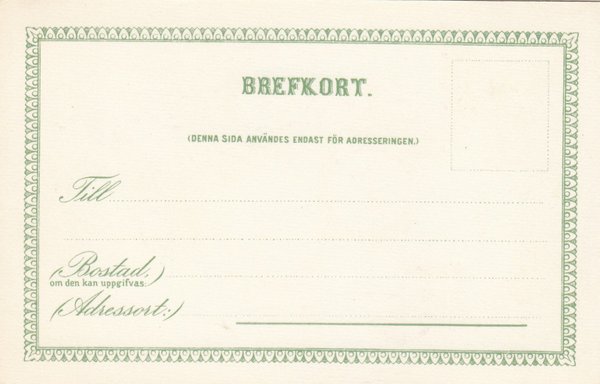 BREFKORT.
(DENNA SIDA ANVÄNDES ENDAST FÖR ADRESSERINGEN.)
Till
(Bostad,)
om den kan uppgifvas:
(Adressort:)